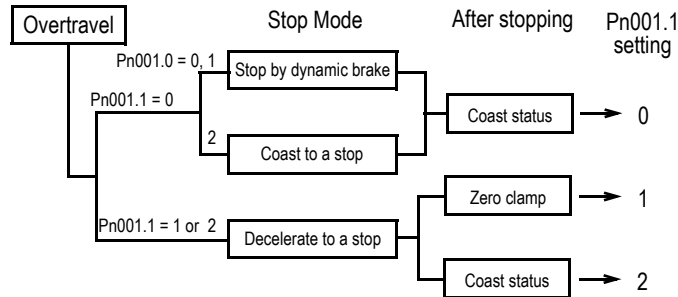 Overtravel
Stop Mode
After stopping
Pn001.1
setting
Pn001.0 = 0, 1
Stop by dynamic brake
Pn001.1 = 0
Coast status
0
2
Coast to a stop
Zero clamp
1
Pn001.1 = 1 or 2
Decelerate to a stop
Coast status
2